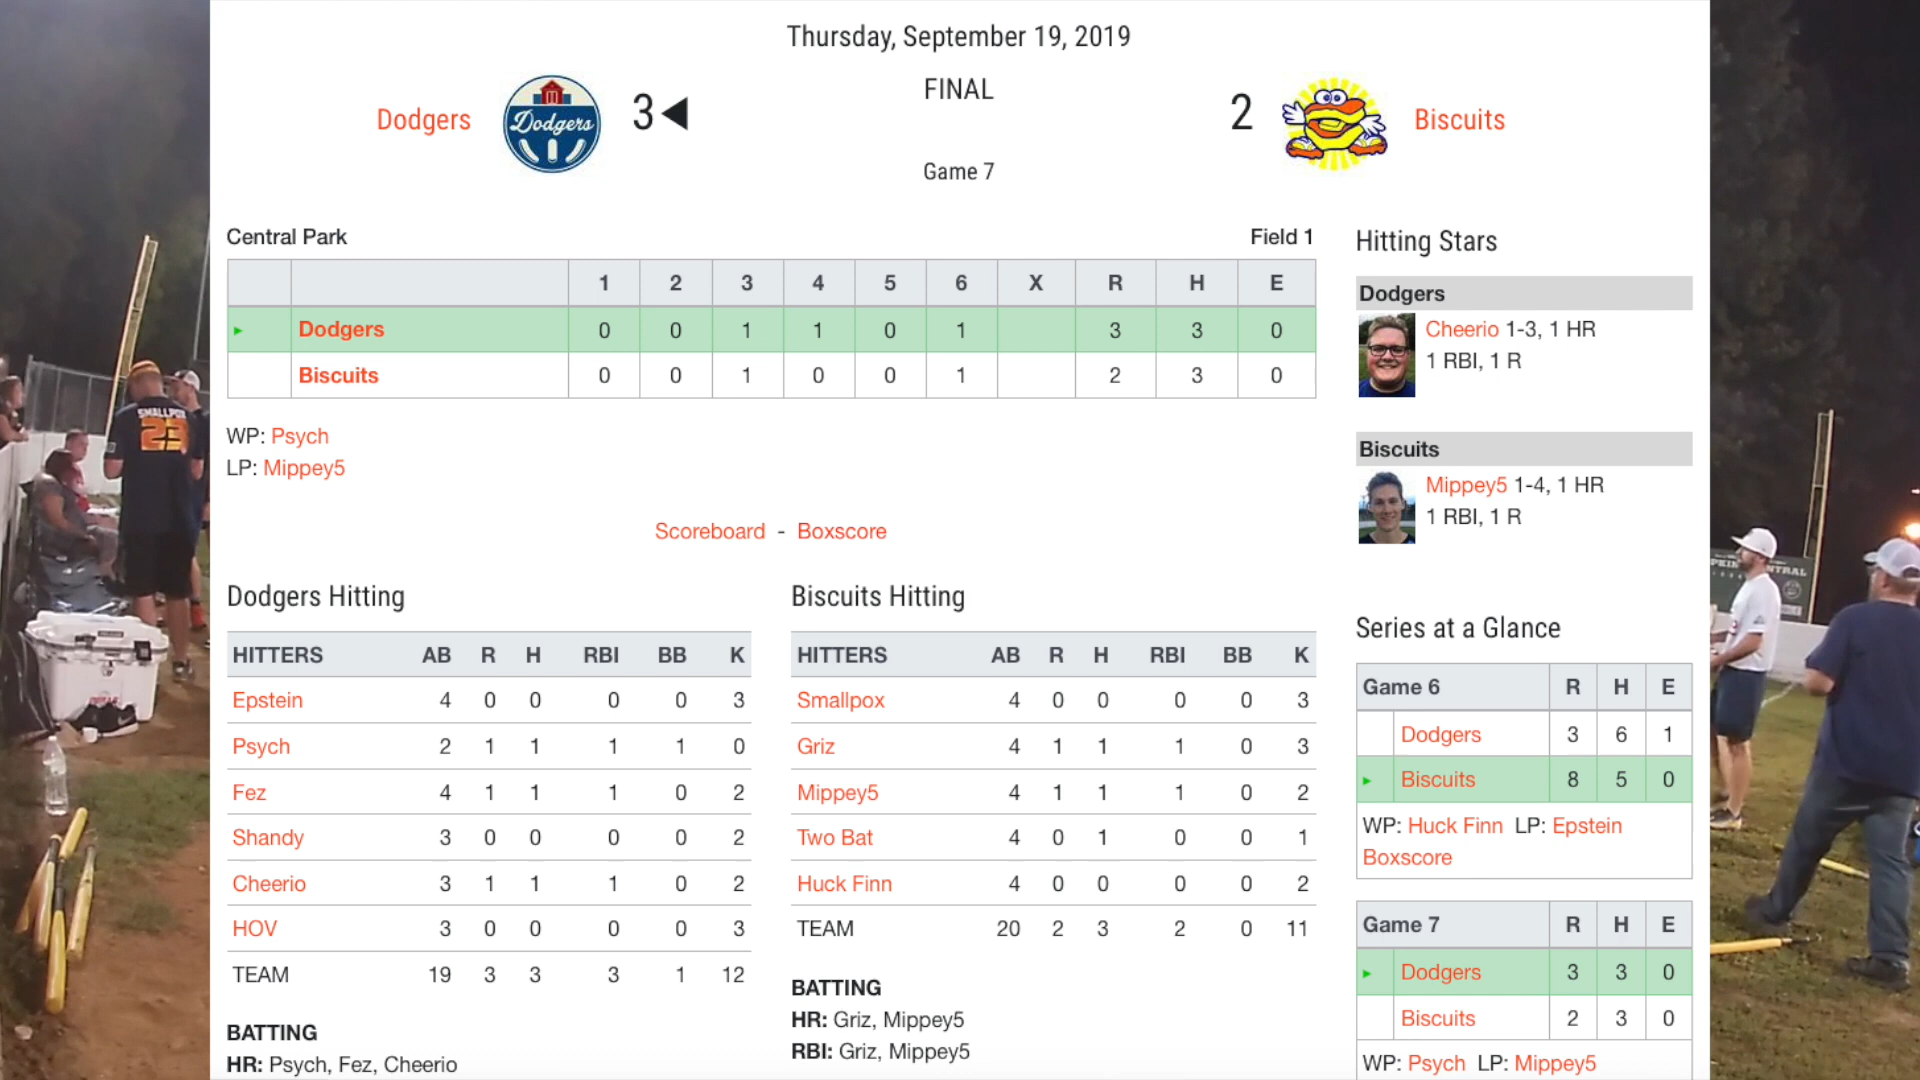 Thursday, September 19, 2019
Dodgers Dodgers 3 FINAL 2 Biscuits
Game 7
Central Park Field 1
1 2 3 4 5 6 X R H E
Dodgers 0 0 1 1 0 1 3 3 0
Biscuits 0 0 1 0 0 1 2 3 0
WP: Psych
LP: Mippey5
Scoreboard - Boxscore
Hitting Stars
Dodgers
Cheerio 1-3, 1 HR
1 RBI, 1 R
Biscuits
Mippey5 1-4, 1 HR
1 RBI, 1 R
Dodgers Hitting
HITTERS AB R H RBI BB K
Epstein 4 0 0 0 0 3
Psych 2 1 1 1 1 0
Fez 4 1 1 1 0 2
Shandy 3 0 0 0 0 2
Cheerio 3 1 1 1 0 2
HOV 3 0 0 0 0 3
TEAM 19 3 3 3 1 12
BATTING
HR: Psych, Fez, Cheerio
Biscuits Hitting
HITTERS AB R H RBI BB K
Smallpox 4 0 0 0 0 3
Griz 4 1 1 1 0 3
Mippey5 4 1 1 1 0 2
Two Bat 4 0 1 0 0 1
Huck Finn 4 0 0 0 0 2
TEAM 20 2 3 2 0 11
BATTING
HR: Griz, Mippey5
RBI: Griz, Mippey5
Series at a Glance
Game 6 R H E
Dodgers 3 6 1
Biscuits 8 5 0
WP: Huck Finn LP: Epstein
Boxscore
Game 7 R H E
Dodgers 3 3 0
Biscuits 2 3 0
WP: Psych LP: Mippey5
SMALLPOX
23